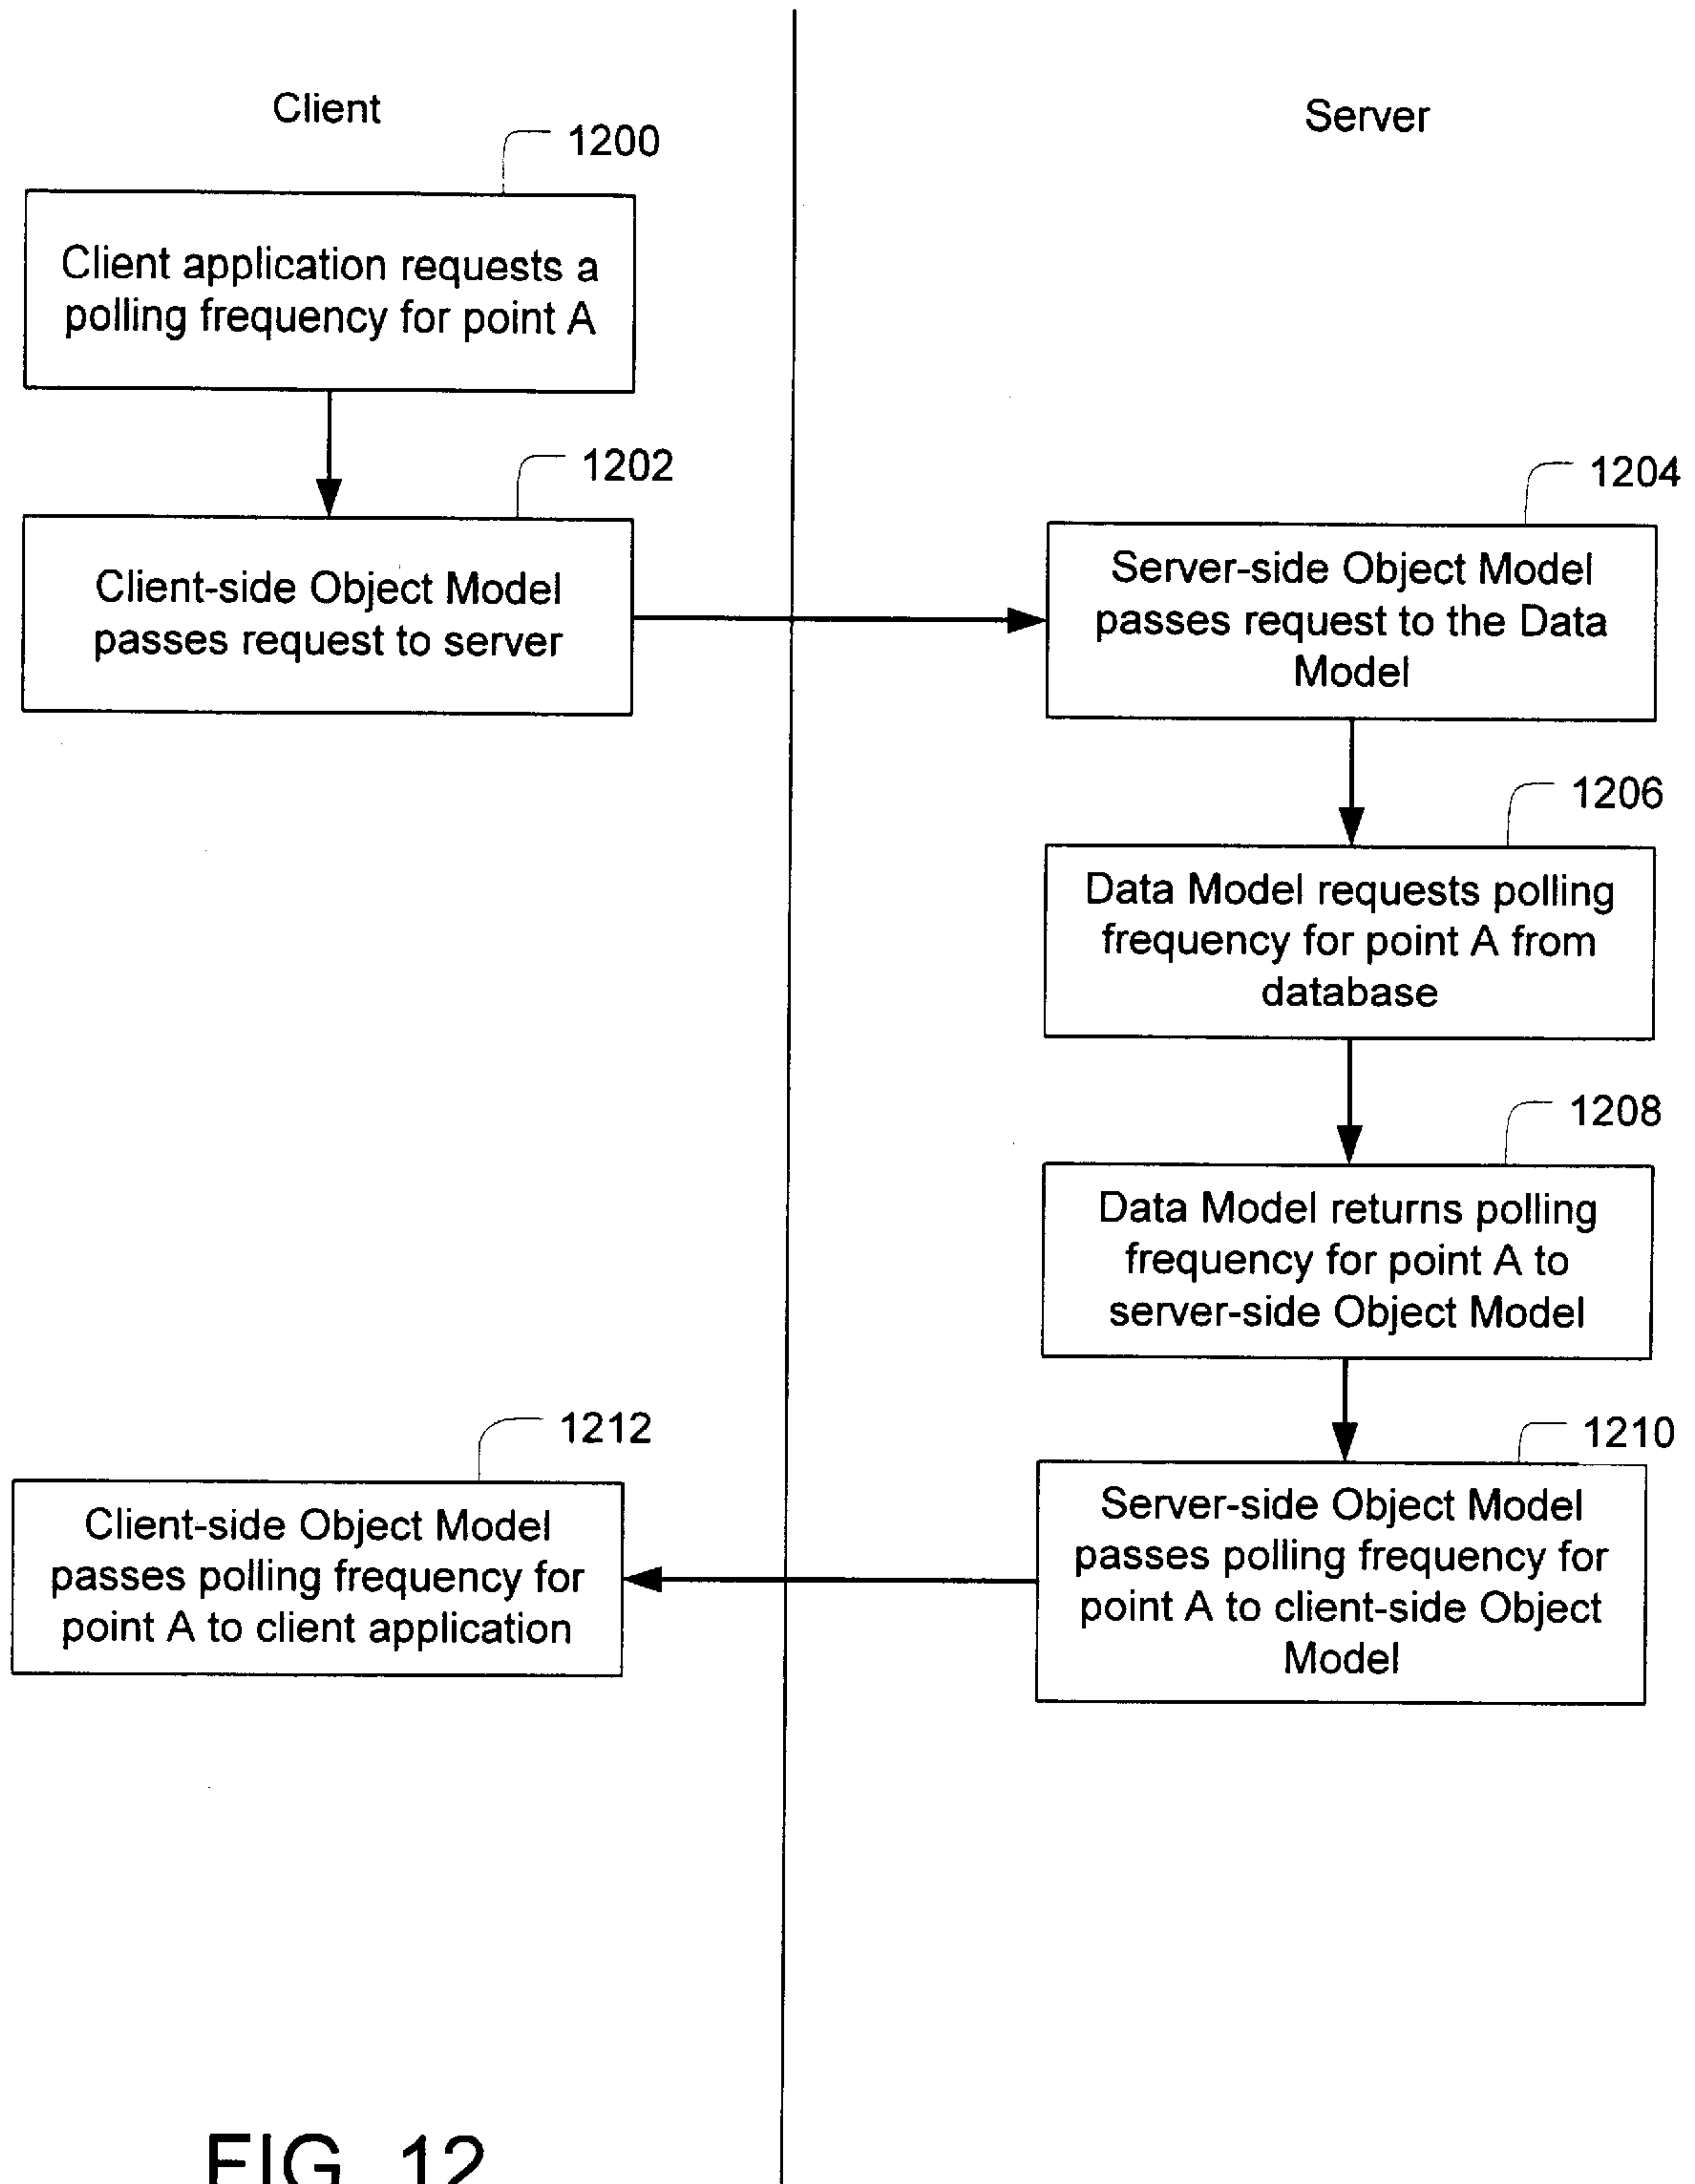 Client
Server
1200
Client application requests a
polling frequency for point A
1202
Client-side Object Model
passes request to server
1204
Server-side Object Model
passes request to the Data
Model
1206
Data Model requests polling
frequency for point A from
database
1208
Data Model returns polling
frequency for point A to
server-side Object Model
1210
Server-side Object Model
passes polling frequency for
point A to client-side Object
Model
1212
Client-side Object Model
passes polling frequency for
point A to client application
FIG. 12